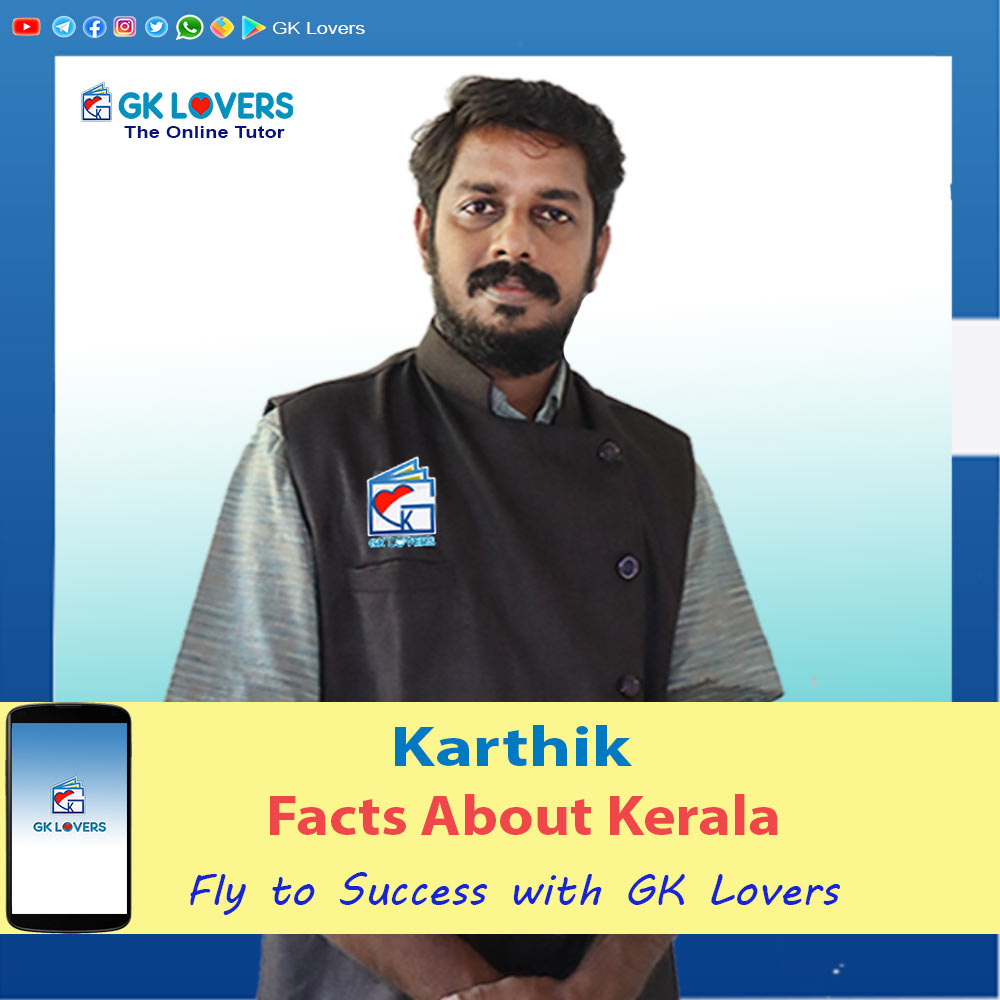 GK Lovers
GK LOVERS
The Online Tutor
K
K
GK LOVERS
Karthik
Facts About Kerala
K
GK LOVERS
Fly to Success with GK Lovers